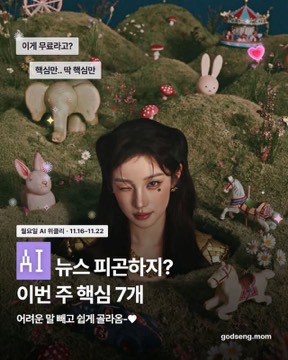 이게 무료라고?
핵심만.. 딱 핵심만
월요일 AI 위클리 · 11.16-11.22
AI 뉴스 피곤하지?
이번 주 핵심 7개
어려운 말 빼고 쉽게 골라옴~🖤
godseng.mom